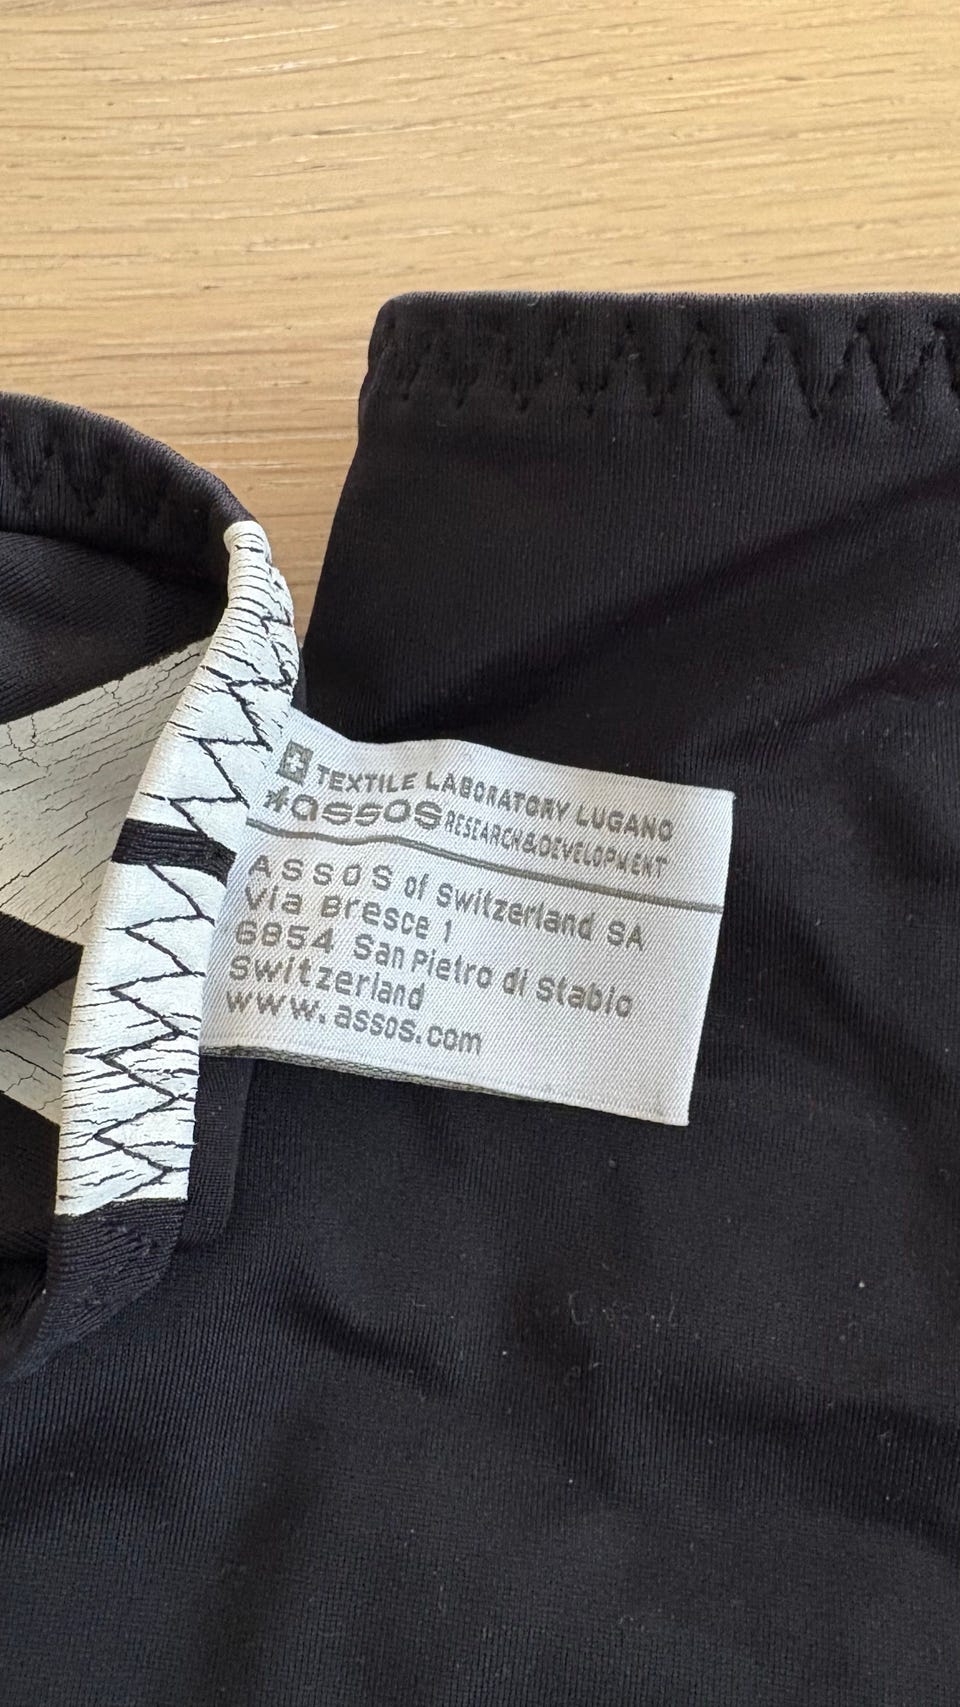 TEXTILE LABORATORY LUGANO
assos RESEARCH&DEVELOPMENT
ASSOS of Switzerland SA
Via Bresce 1
6854 San Pietro di Stabio
Switzerland
www.assos.com